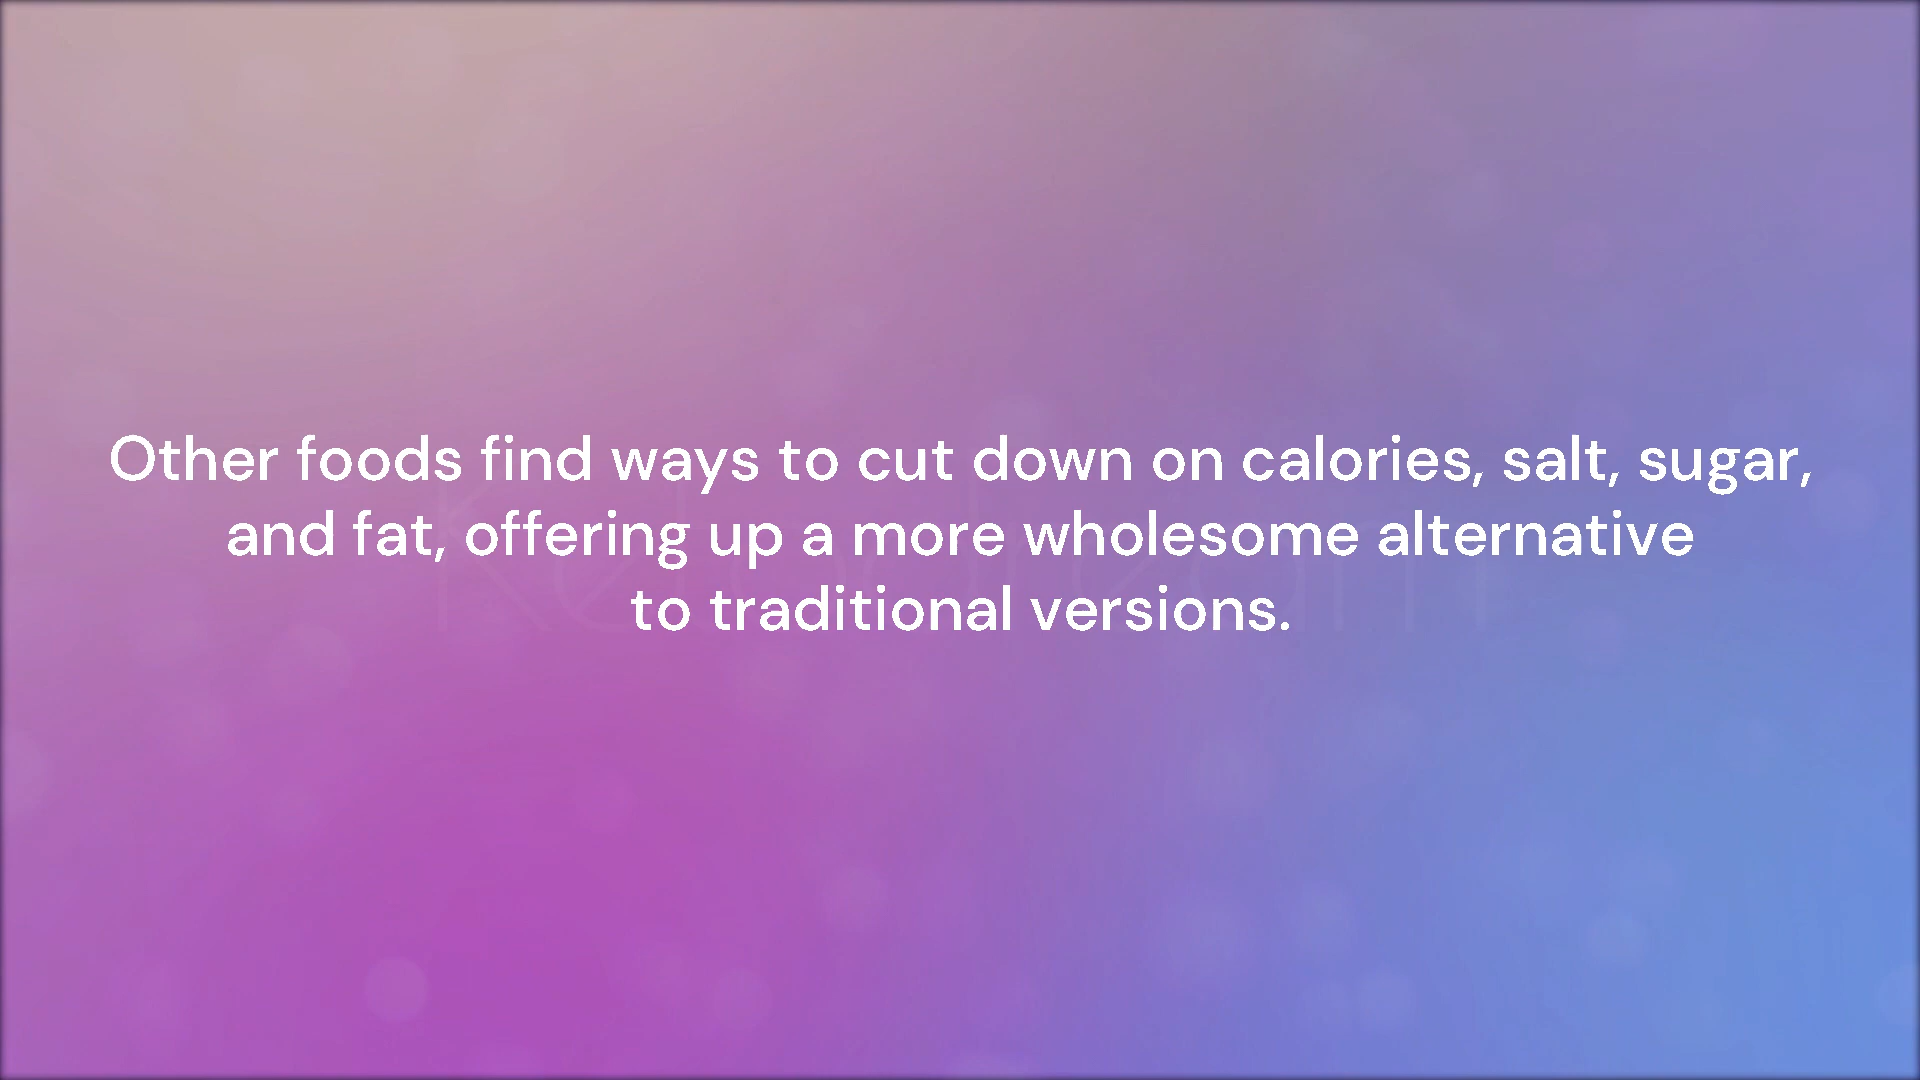 Other foods find ways to cut down on calories, salt, sugar,
and fat, offering up a more wholesome alternative
to traditional versions.